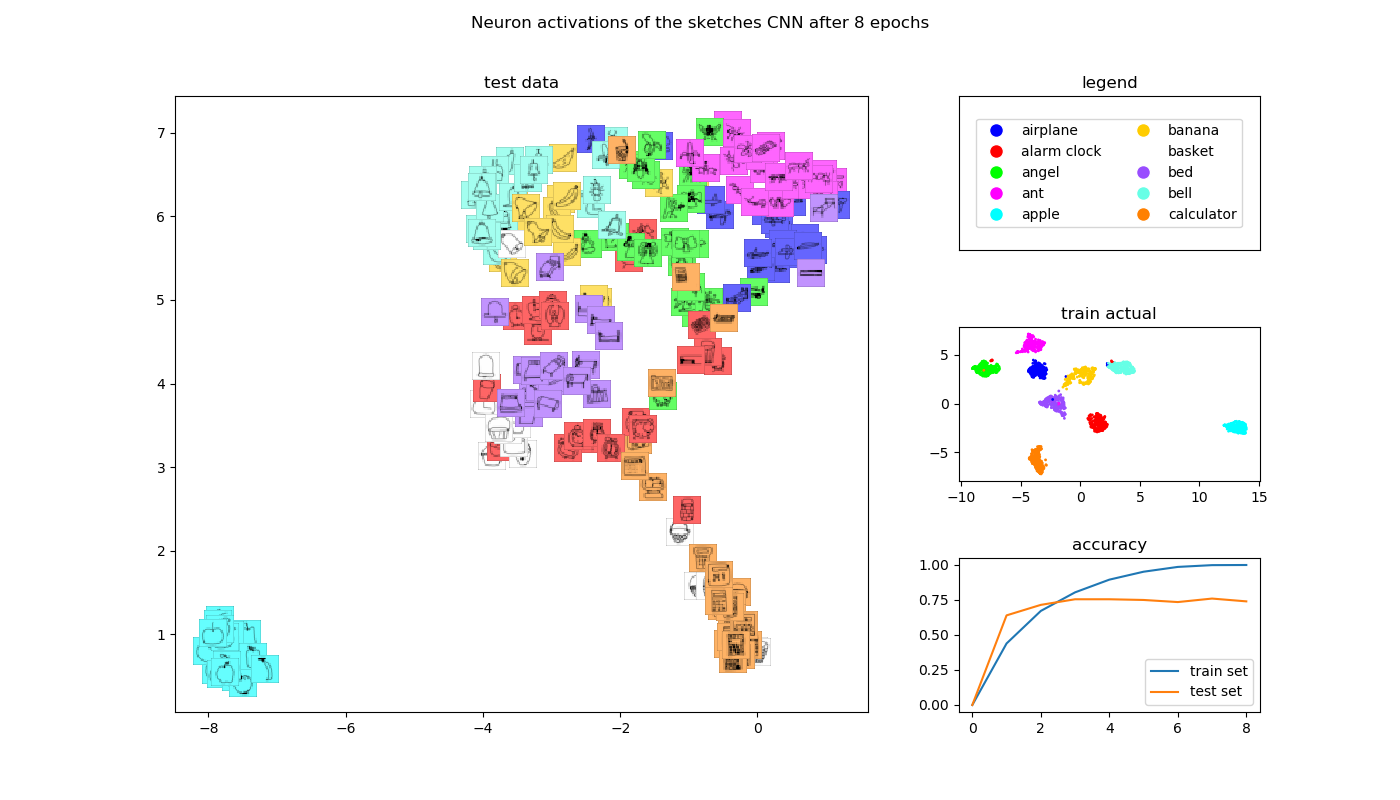 Neuron activations of the sketches CNN after 8 epochs
test data
7
6
5
4
3
2
1
−8 −6 −4 −2 0
legend
airplane banana
alarm clock basket
angel bed
ant bell
apple calculator
train actual
5
0
−5
−10 −5 0 5 10 15
accuracy
1.00
0.75
0.50
0.25
0.00
train set
test set
0 2 4 6 8